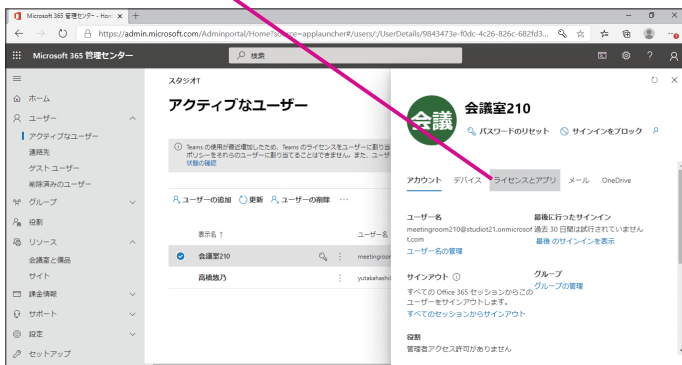 Microsoft 365 管理センター - Hom
https://admin.microsoft.com/Adminportal/Home?source=applauncher#/users/:/UserDetails/9843473e-f0dc-4c26-826c-682fd3...
Microsoft 365 管理センター
検索
ホーム
ユーザー
アクティブなユーザー
連絡先
ゲスト ユーザー
削除済みのユーザー
グループ
役割
リソース
会議室と備品
サイト
課金情報
サポート
設定
セットアップ
スタジオT
アクティブなユーザー
Teams の使用が最近増加したため、Teams のライセンスをユーザーに割り当
ポリシーをそれらのユーザーに割り当てることはできません。また、ユーザ
状態の確認
ユーザーの追加 更新 ユーザーの削除 …
表示名 ↑ ユーザー名
会議室210 meetingroom
高橋悠乃 yutakahashi
会議
会議室210
パスワードのリセット サインインをブロック
アカウント デバイス ライセンスとアプリ メール OneDrive
ユーザー名
meetingroom210@studiot21.onmicrosof
t.com
ユーザー名の管理
最後に行ったサインイン
過去 30 日間は試行されていません
最後 のサインインを表示
サインアウト
すべての Office 365 セッションからこの
ユーザーをサインアウトします。
すべてのセッションからサインアウト
グループ
グループの管理
役割
管理者アクセス許可がありません